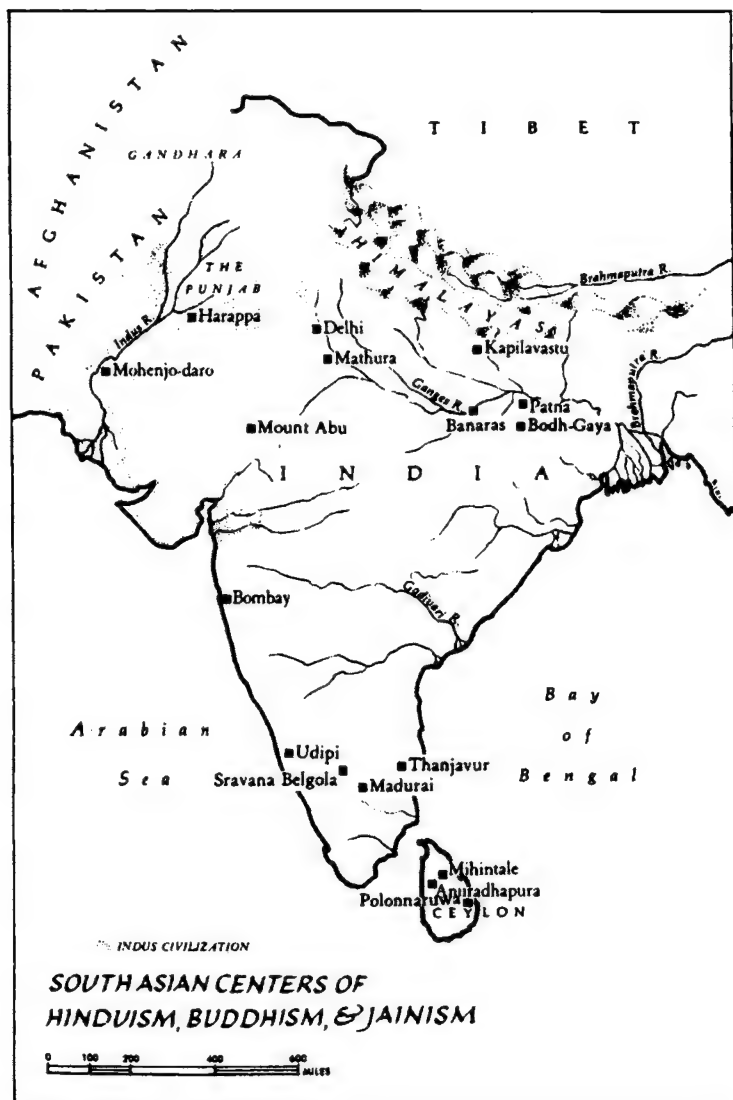 AFGHANISTAN
PAKISTAN
GANDHARA
TIBET
THE
PUNJAB
HIMALAYAS
Brahmaputra R.
Indus R.
Harappa
Delhi
Mathura
Kapilavastu
Mohenjo-daro
Ganges R.
Brahmaputra R.
Patna
Banaras
Bodh-Gaya
Mount Abu
INDIA
Bombay
Gadivari R.
Arabian
Sea
Bay
of
Bengal
Udipi
Thanjavur
Sravana Belgola
Madurai
Mihintale
Anuradhapura
Polonnaruwa
CEYLON
INDUS CIVILIZATION
SOUTH ASIAN CENTERS OF
HINDUISM, BUDDHISM, & JAINISM
0 100 200 400 600
MILES